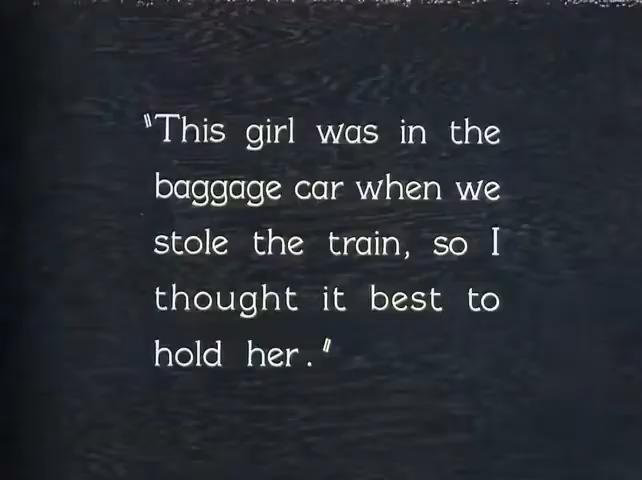 "This girl was in the
baggage car when we
stole the train, so I
thought it best to
hold her."